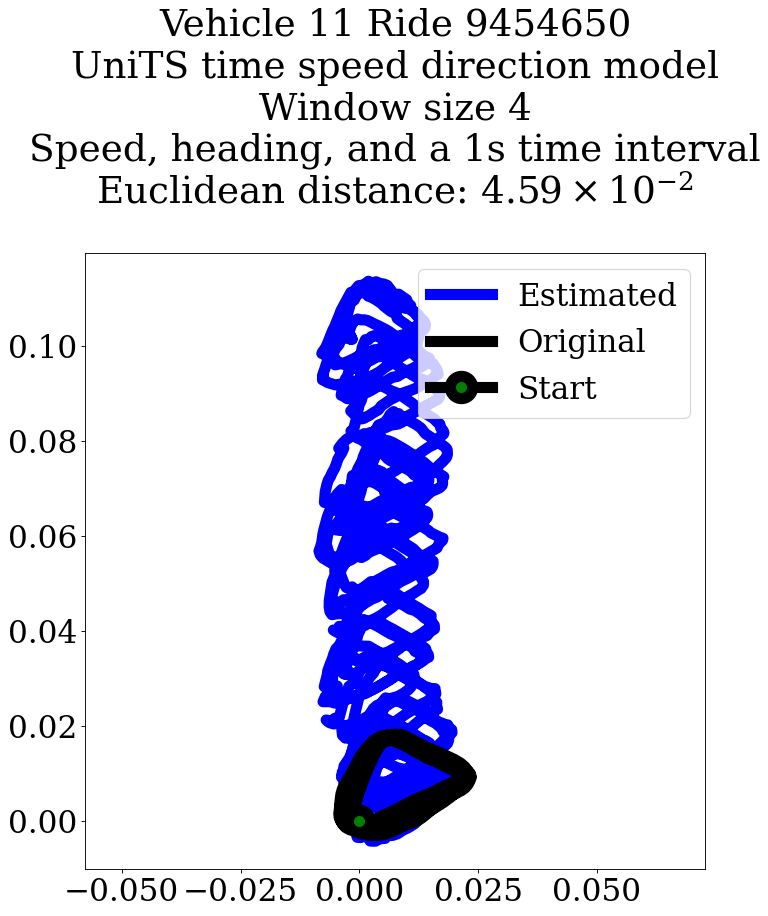 Vehicle 11 Ride 9454650
UniTS time speed direction model
Window size 4
Speed, heading, and a 1s time interval
Euclidean distance: 4.59 × 10⁻²
Estimated
Original
Start
0.10
0.08
0.06
0.04
0.02
0.00
−0.050 −0.025 0.000 0.025 0.050